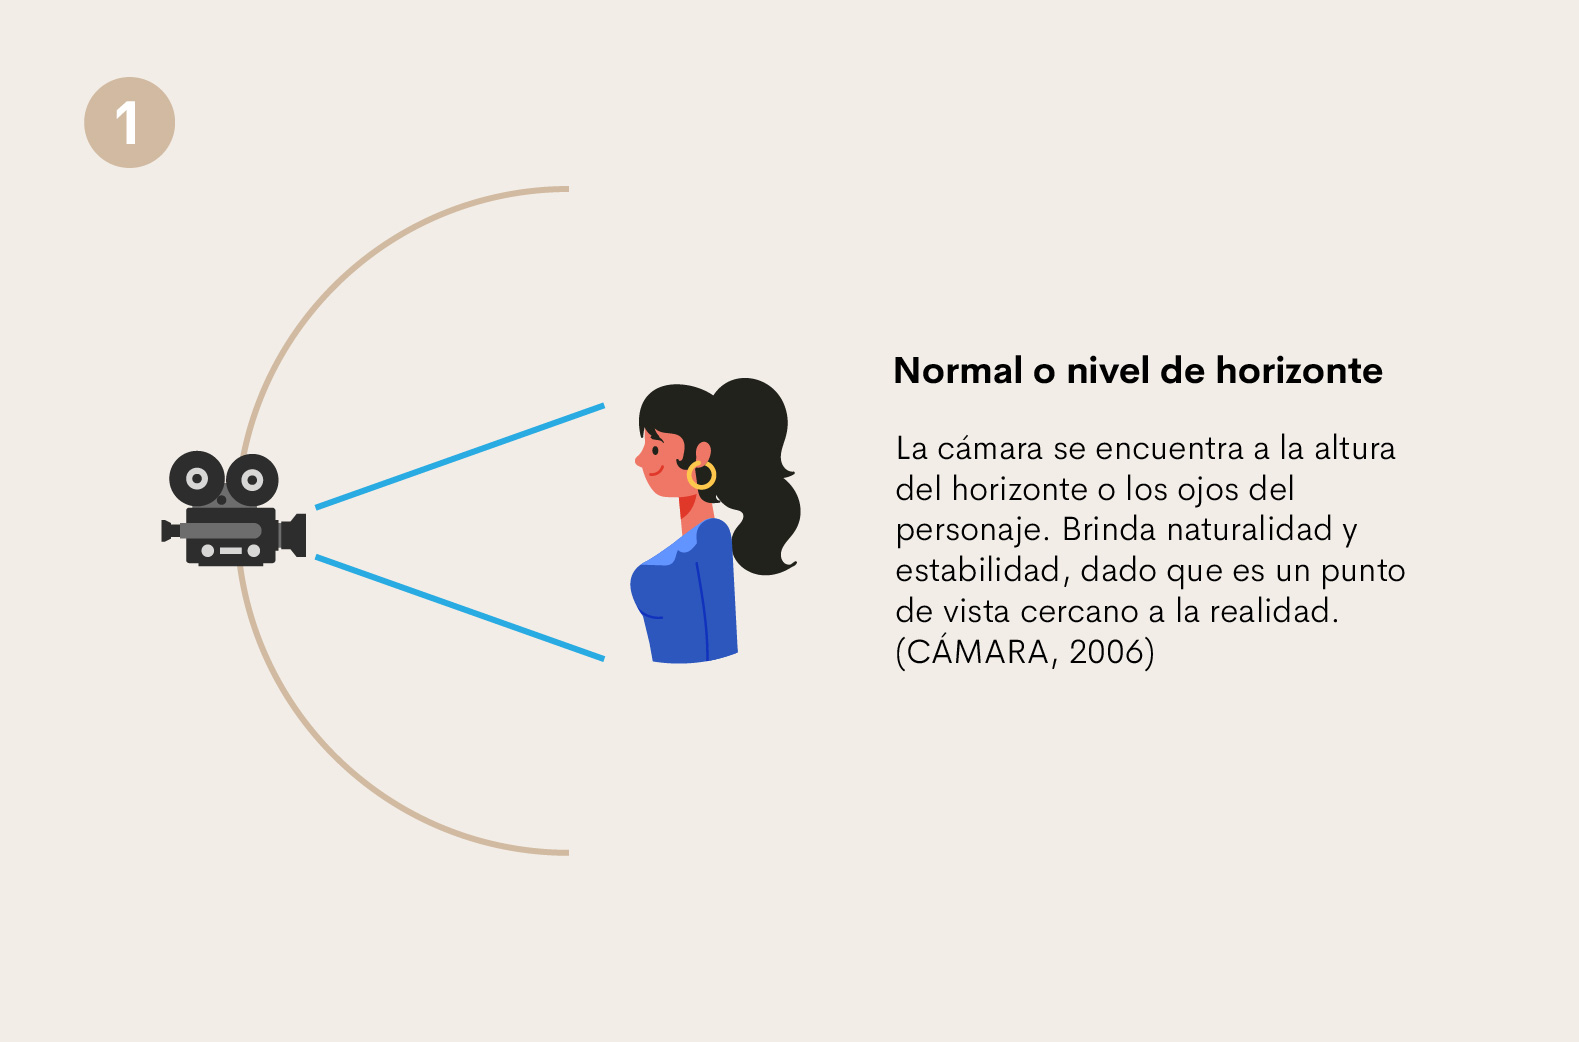 1
Normal o nivel de horizonte
La cámara se encuentra a la altura
del horizonte o los ojos del
personaje. Brinda naturalidad y
estabilidad, dado que es un punto
de vista cercano a la realidad.
(CÁMARA, 2006)